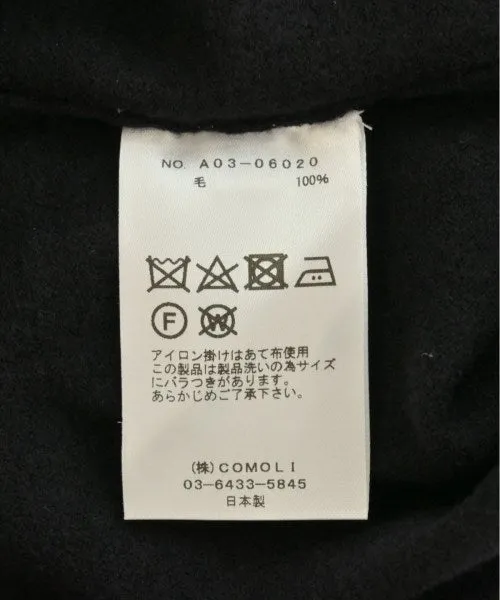 NO. A03-06020
毛 100%
F W
アイロン掛けはあて布使用
この製品は製品洗いの為サイズ
にバラつきがあります。
あらかじめご了承下さい。
(株)COMOLI
03-6433-5845
日本製